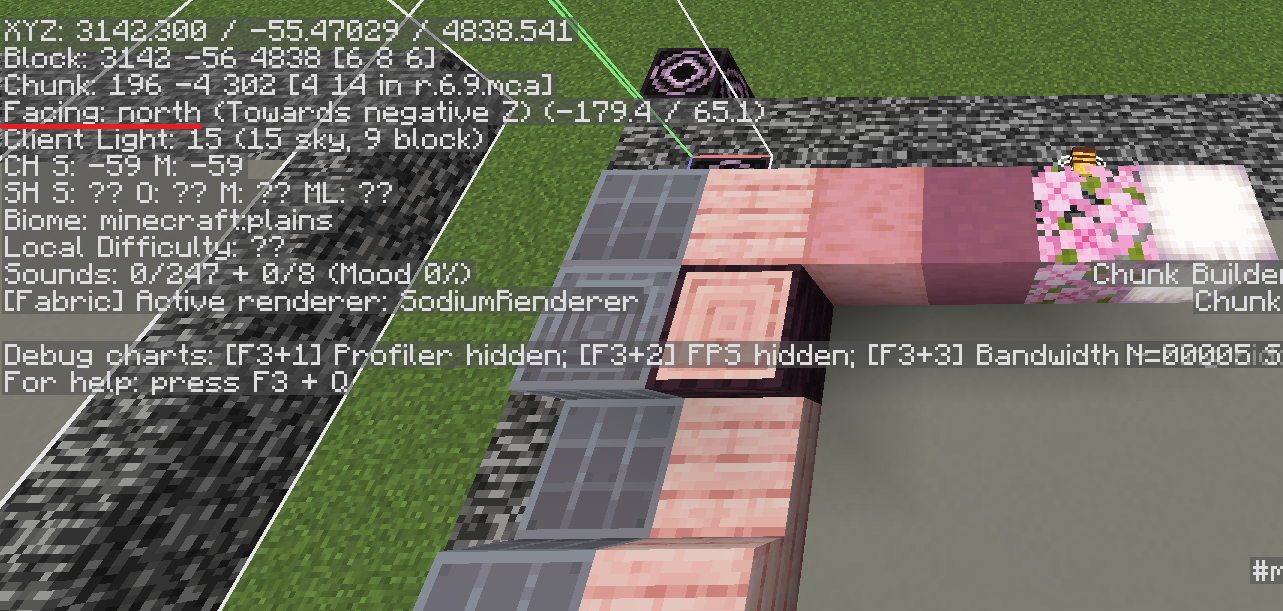 XYZ: 3142.300 / -55.47029 / 4838.541
Block: 3142 -56 4838 [6 8 6]
Chunk: 196 -4 302 [4 14 in r.6.9.mca]
Facing: north (Towards negative Z) (-179.4 / 65.1)
Client Light: 15 (15 sky, 9 block)
CH S: -59 M: -59
SH S: ?? O: ?? M: ?? ML: ??
Biome: minecraft:plains
Local Difficulty: ??
Sounds: 0/247 + 0/8 (Mood 0%)
Chunk Builder
[Fabric] Active renderer: SodiumRenderer
Chunk
Debug charts: [F3+1] Profiler hidden; [F3+2] FPS hidden; [F3+3] Bandwidth
N=00005
For help: press F3 + Q
#m